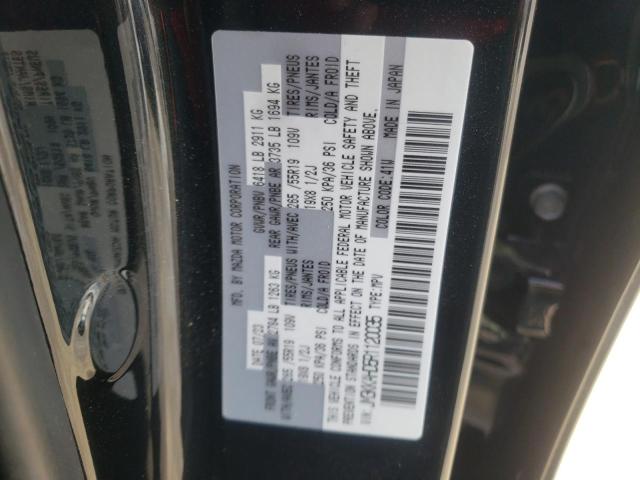 MFD. BY MAZDA MOTOR CORPORATION
DATE 07/23 GVWR/PNBV 6418 LB 2911 KG
FRONT GAWR/PNBE AV 2784 LB 1263 KG REAR GAWR/PNBE AR 3735 LB 1694 KG
WITH/AVEC 265 /55R19 109V TIRES/PNEUS WITH/AVEC 265 /55R19 109V TIRES/PNEUS
19X8 1/2J RIMS/JANTES 19X8 1/2J RIMS/JANTES
250 KPA/36 PSI COLD/A FROID 250 KPA/36 PSI COLD/A FROID
THIS VEHICLE CONFORMS TO ALL APPLICABLE FEDERAL MOTOR VEHICLE SAFETY AND THEFT
PREVENTION STANDARDS IN EFFECT ON THE DATE OF MANUFACTURE SHOWN ABOVE.
VIN: TYPE:MPV COLOR CODE:41W MADE IN JAPAN